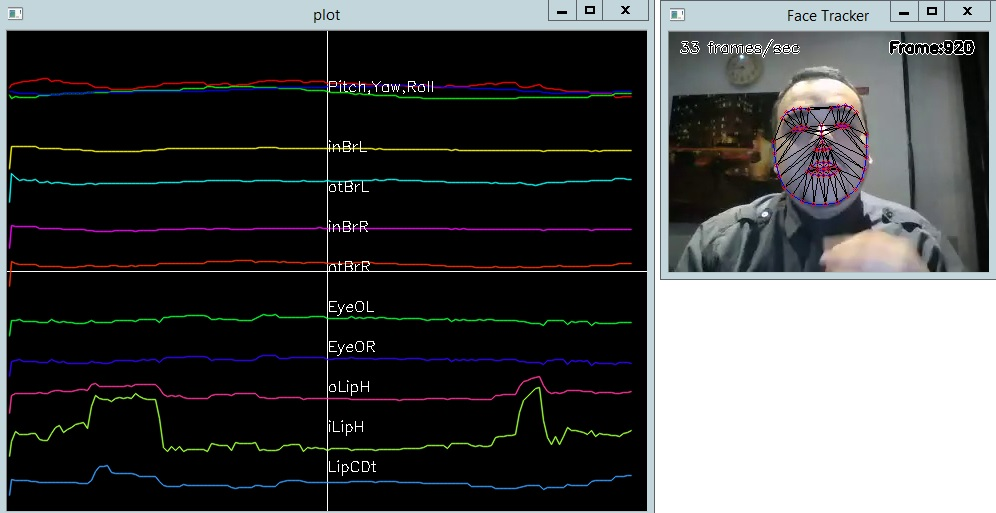 plot
Pitch,Yaw,Roll
inBrL
otBrL
inBrR
otBrR
EyeOL
EyeOR
oLipH
iLipH
LipCDt
Face Tracker
33 frames/sec
Frame:920